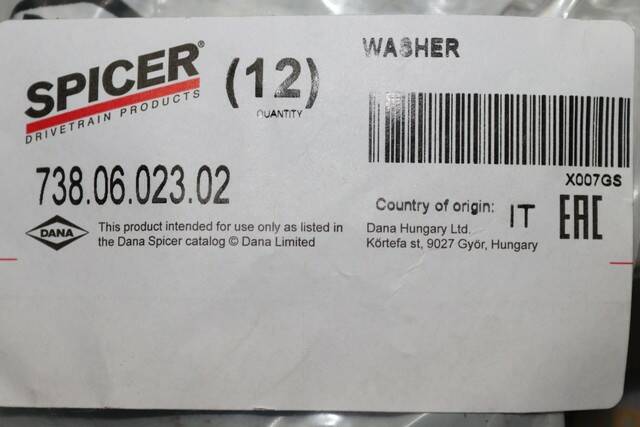 SPICER®
DRIVETRAIN PRODUCTS
(12)
QUANTITY
WASHER
X007GS
738.06.023.02
Country of origin: IT
EAC
DANA
This product intended for use only as listed in
the Dana Spicer catalog © Dana Limited
Dana Hungary Ltd.
Körtefa st, 9027 Györ, Hungary